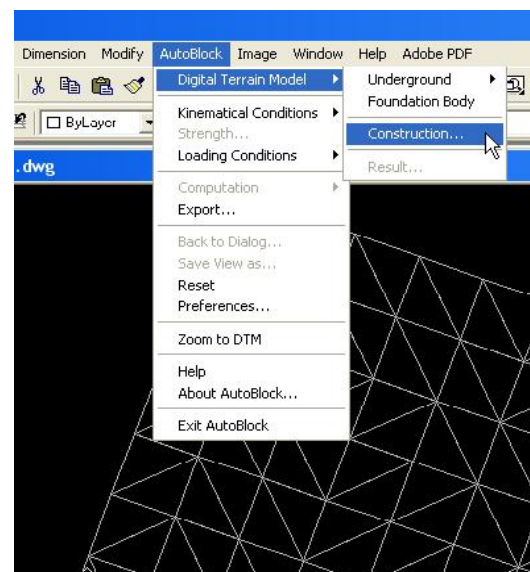 Dimension Modify AutoBlock Image Window Help Adobe PDF
Digital Terrain Model
Kinematical Conditions
Strength...
Loading Conditions
Computation
Export...
Back to Dialog...
Save View as...
Reset
Preferences...
Zoom to DTM
Help
About AutoBlock...
Exit AutoBlock
Underground
Foundation Body
Construction...
Result...
ByLayer
.dwg